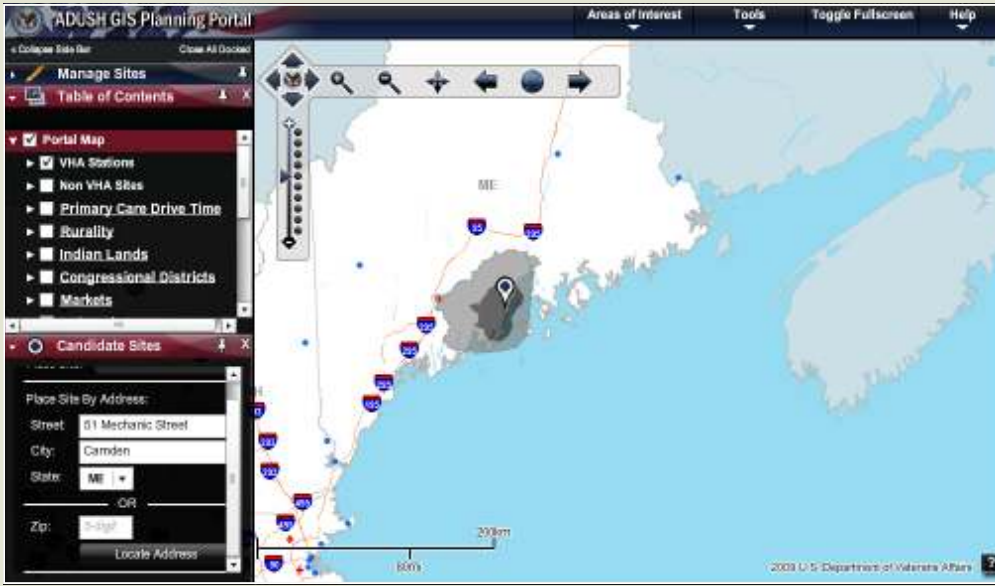 ADUSH GIS Planning Portal
Areas of Interest
Tools
Toggle Fullscreen
Help
« Collapse Side Bar
Close All Docked
Manage Sites
Table of Contents
X
Portal Map
VHA Stations
Non VHA Sites
Primary Care Drive Time
Rurality
Indian Lands
Congressional Districts
Markets
Candidate Sites
X
Place Site By Address:
Street:
51 Mechanic Street
City:
Camden
State:
ME
OR
Zip:
5-digit
Locate Address
ME
95
395
295
295
495
200km
80mi
2009 U.S. Department of Veterans Affairs
?